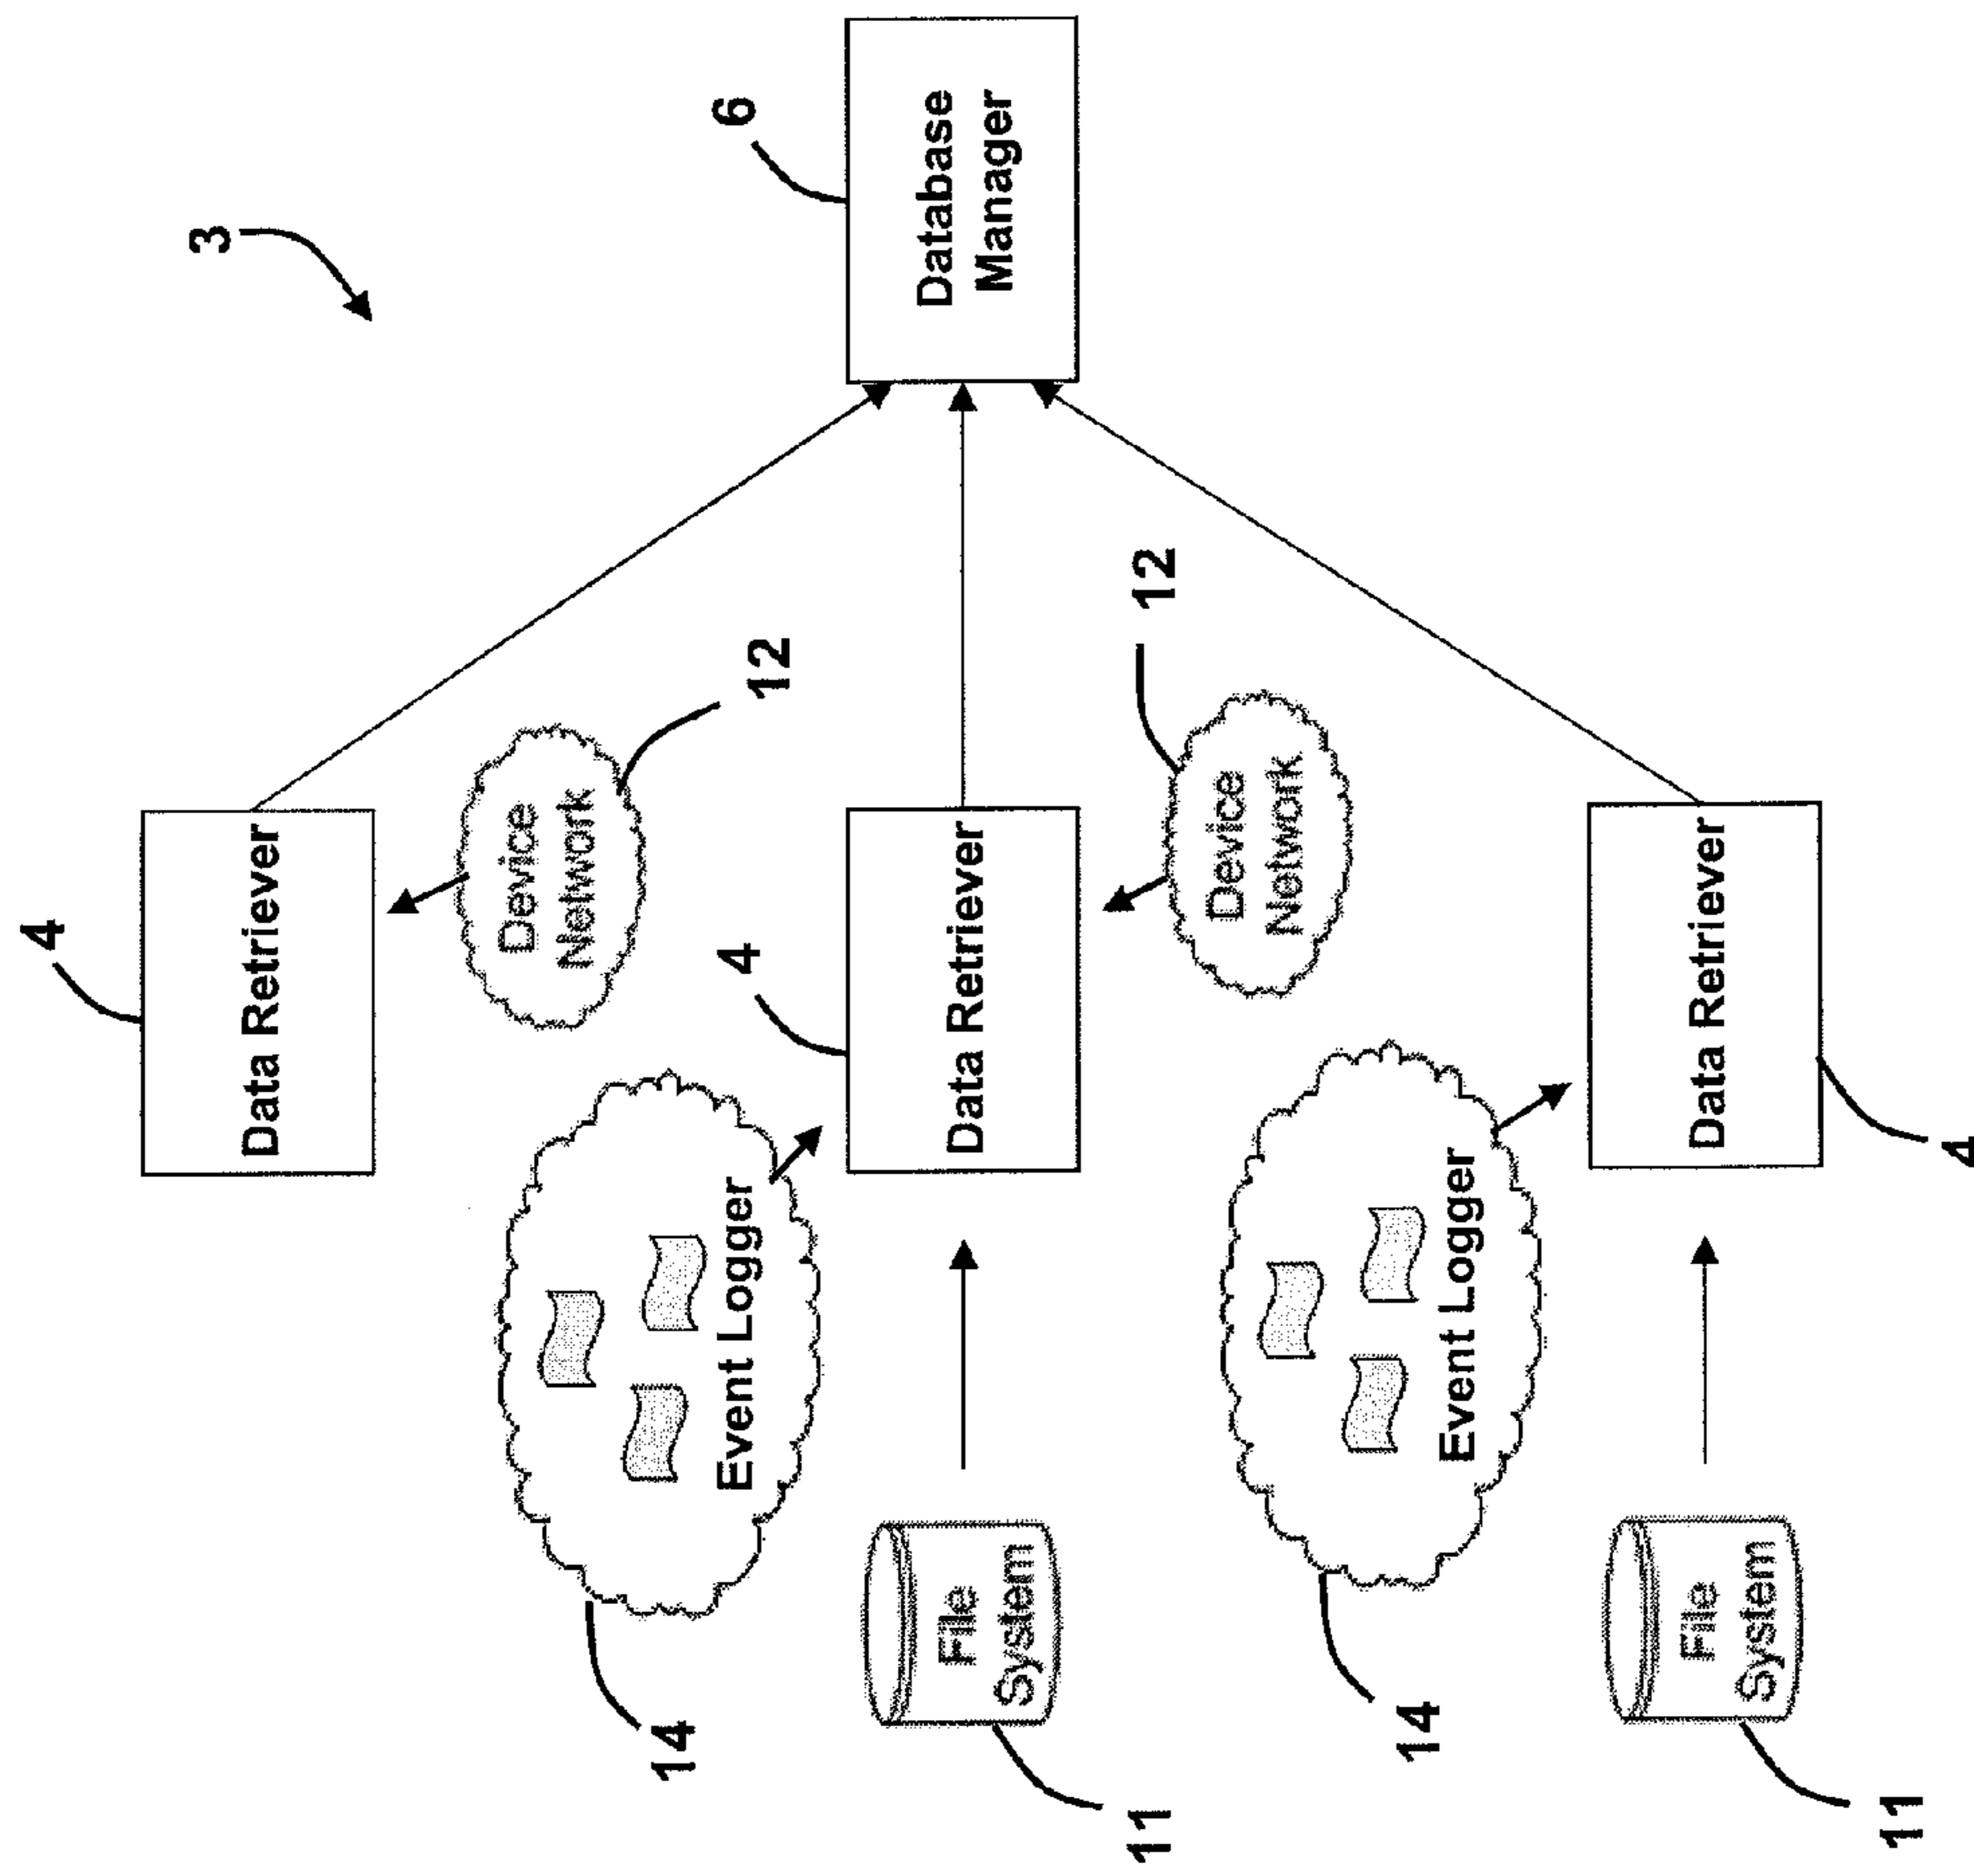 4
3
Data Retriever
Device
Network
12
14
Event Logger
4
6
Database
Manager
Data Retriever
File
System
11
12
Device
Network
14
Event Logger
Data Retriever
File
System
11
4